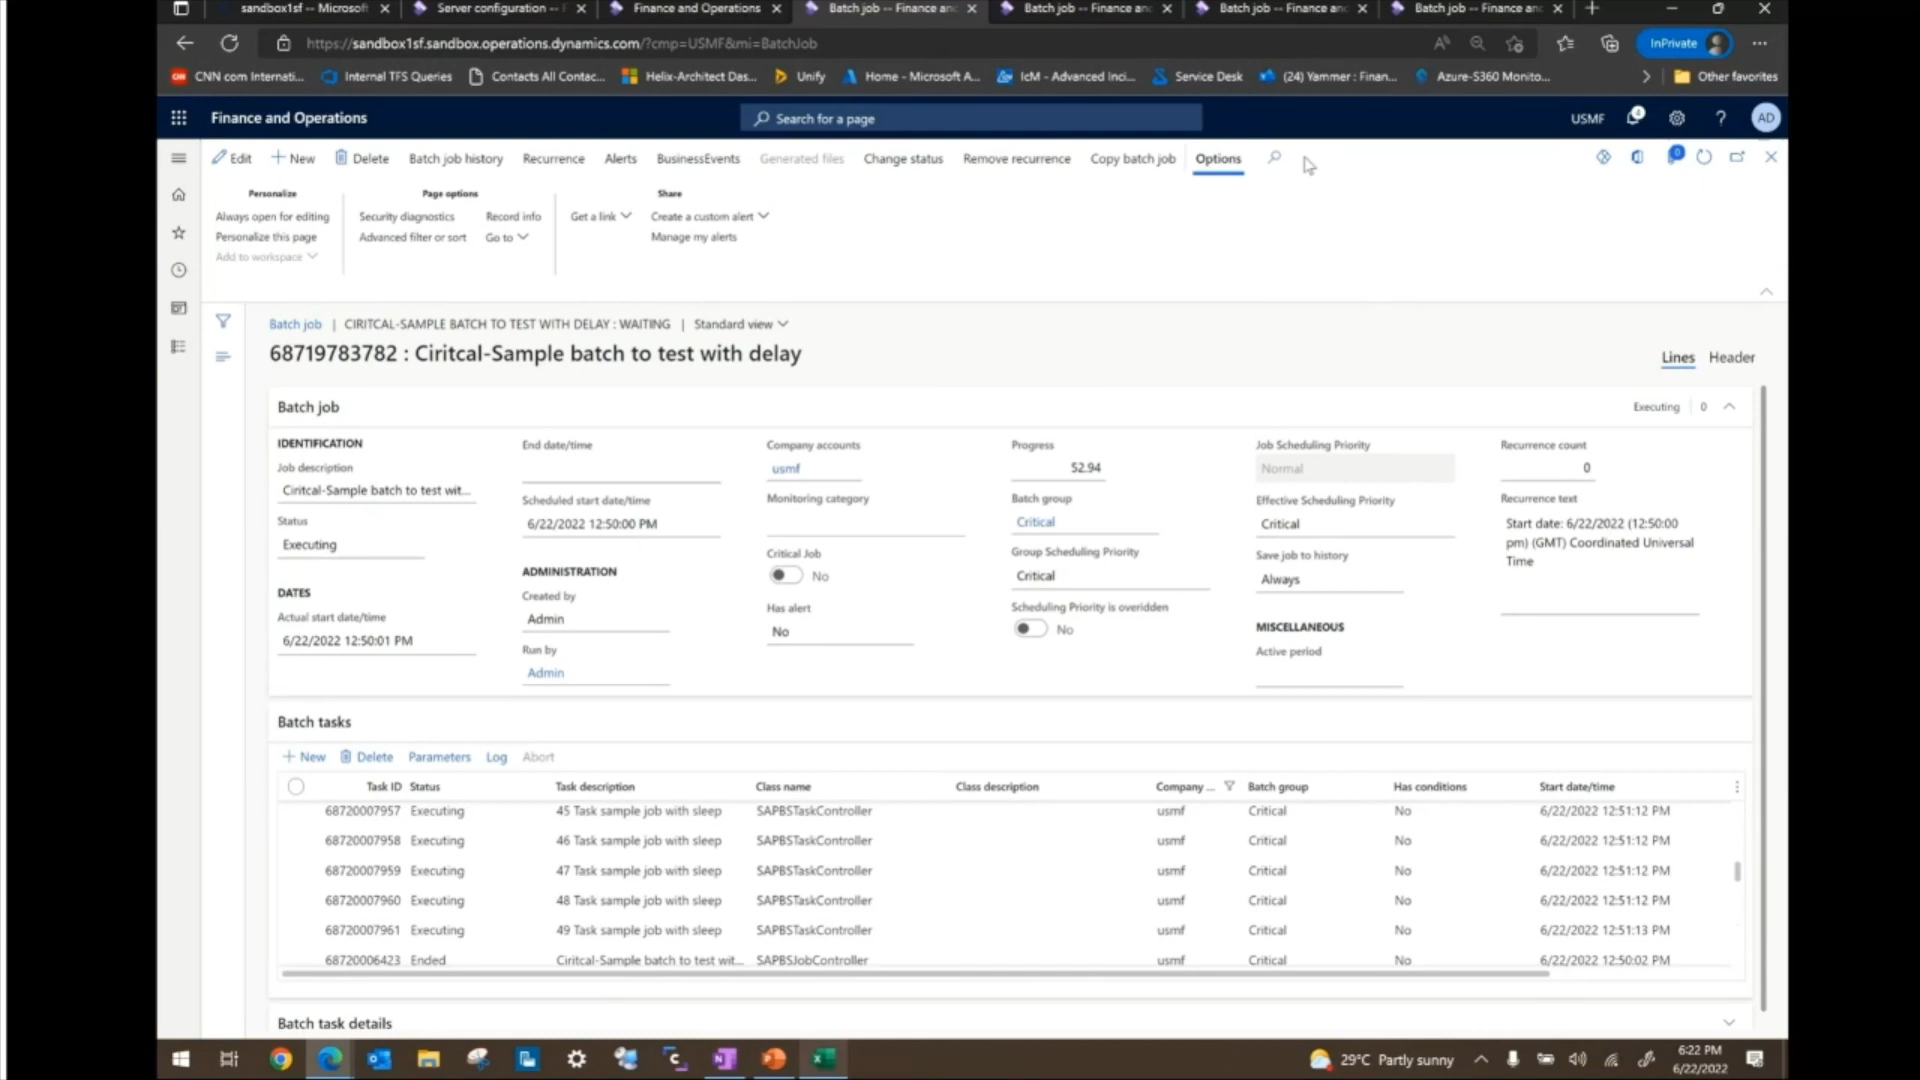 sandbox1sf -- Microsoft
Server configuration -- F
Finance and Operations
Batch job -- Finance and
Batch job -- Finance and
Batch job -- Finance and
Batch job -- Finance and
https://sandbox1sf.sandbox.operations.dynamics.com/?cmp=USMF&mi=BatchJob
InPrivate
CNN com Internati...
Internal TFS Queries
Contacts All Contac...
Helix-Architect Das...
Unify
Home - Microsoft A...
IcM - Advanced Inci...
Service Desk
(24) Yammer : Finan...
Azure-S360 Monito...
Other favorites
Finance and Operations
Search for a page
USMF
AD
Edit
New
Delete
Batch job history
Recurrence
Alerts
BusinessEvents
Generated files
Change status
Remove recurrence
Copy batch job
Options
0
Personalize
Always open for editing
Personalize this page
Add to workspace
Page options
Security diagnostics
Advanced filter or sort
Record info
Go to
Share
Get a link
Create a custom alert
Manage my alerts
Batch job | CIRITCAL-SAMPLE BATCH TO TEST WITH DELAY : WAITING | Standard view
68719783782 : Ciritcal-Sample batch to test with delay
Lines
Header
Batch job
Executing
0
IDENTIFICATION
Job description
Ciritcal-Sample batch to test wit...
Status
Executing
DATES
Actual start date/time
6/22/2022 12:50:01 PM
End date/time
Scheduled start date/time
6/22/2022 12:50:00 PM
ADMINISTRATION
Created by
Admin
Run by
Admin
Company accounts
usmf
Monitoring category
Critical Job
No
Has alert
No
Progress
52.94
Batch group
Critical
Group Scheduling Priority
Critical
Scheduling Priority is overidden
No
Job Scheduling Priority
Normal
Effective Scheduling Priority
Critical
Save job to history
Always
MISCELLANEOUS
Active period
Recurrence count
0
Recurrence text
Start date: 6/22/2022 (12:50:00
pm) (GMT) Coordinated Universal
Time
Batch tasks
New
Delete
Parameters
Log
Abort
Task ID Status Task description Class name Class description Company ... Batch group Has conditions Start date/time
68720007957 Executing 45 Task sample job with sleep SAPBSTaskController usmf Critical No 6/22/2022 12:51:12 PM
68720007958 Executing 46 Task sample job with sleep SAPBSTaskController usmf Critical No 6/22/2022 12:51:12 PM
68720007959 Executing 47 Task sample job with sleep SAPBSTaskController usmf Critical No 6/22/2022 12:51:12 PM
68720007960 Executing 48 Task sample job with sleep SAPBSTaskController usmf Critical No 6/22/2022 12:51:12 PM
68720007961 Executing 49 Task sample job with sleep SAPBSTaskController usmf Critical No 6/22/2022 12:51:13 PM
68720006423 Ended Ciritcal-Sample batch to test wit... SAPBSJobController usmf Critical No 6/22/2022 12:50:02 PM
Batch task details
29°C Partly sunny
6:22 PM
6/22/2022